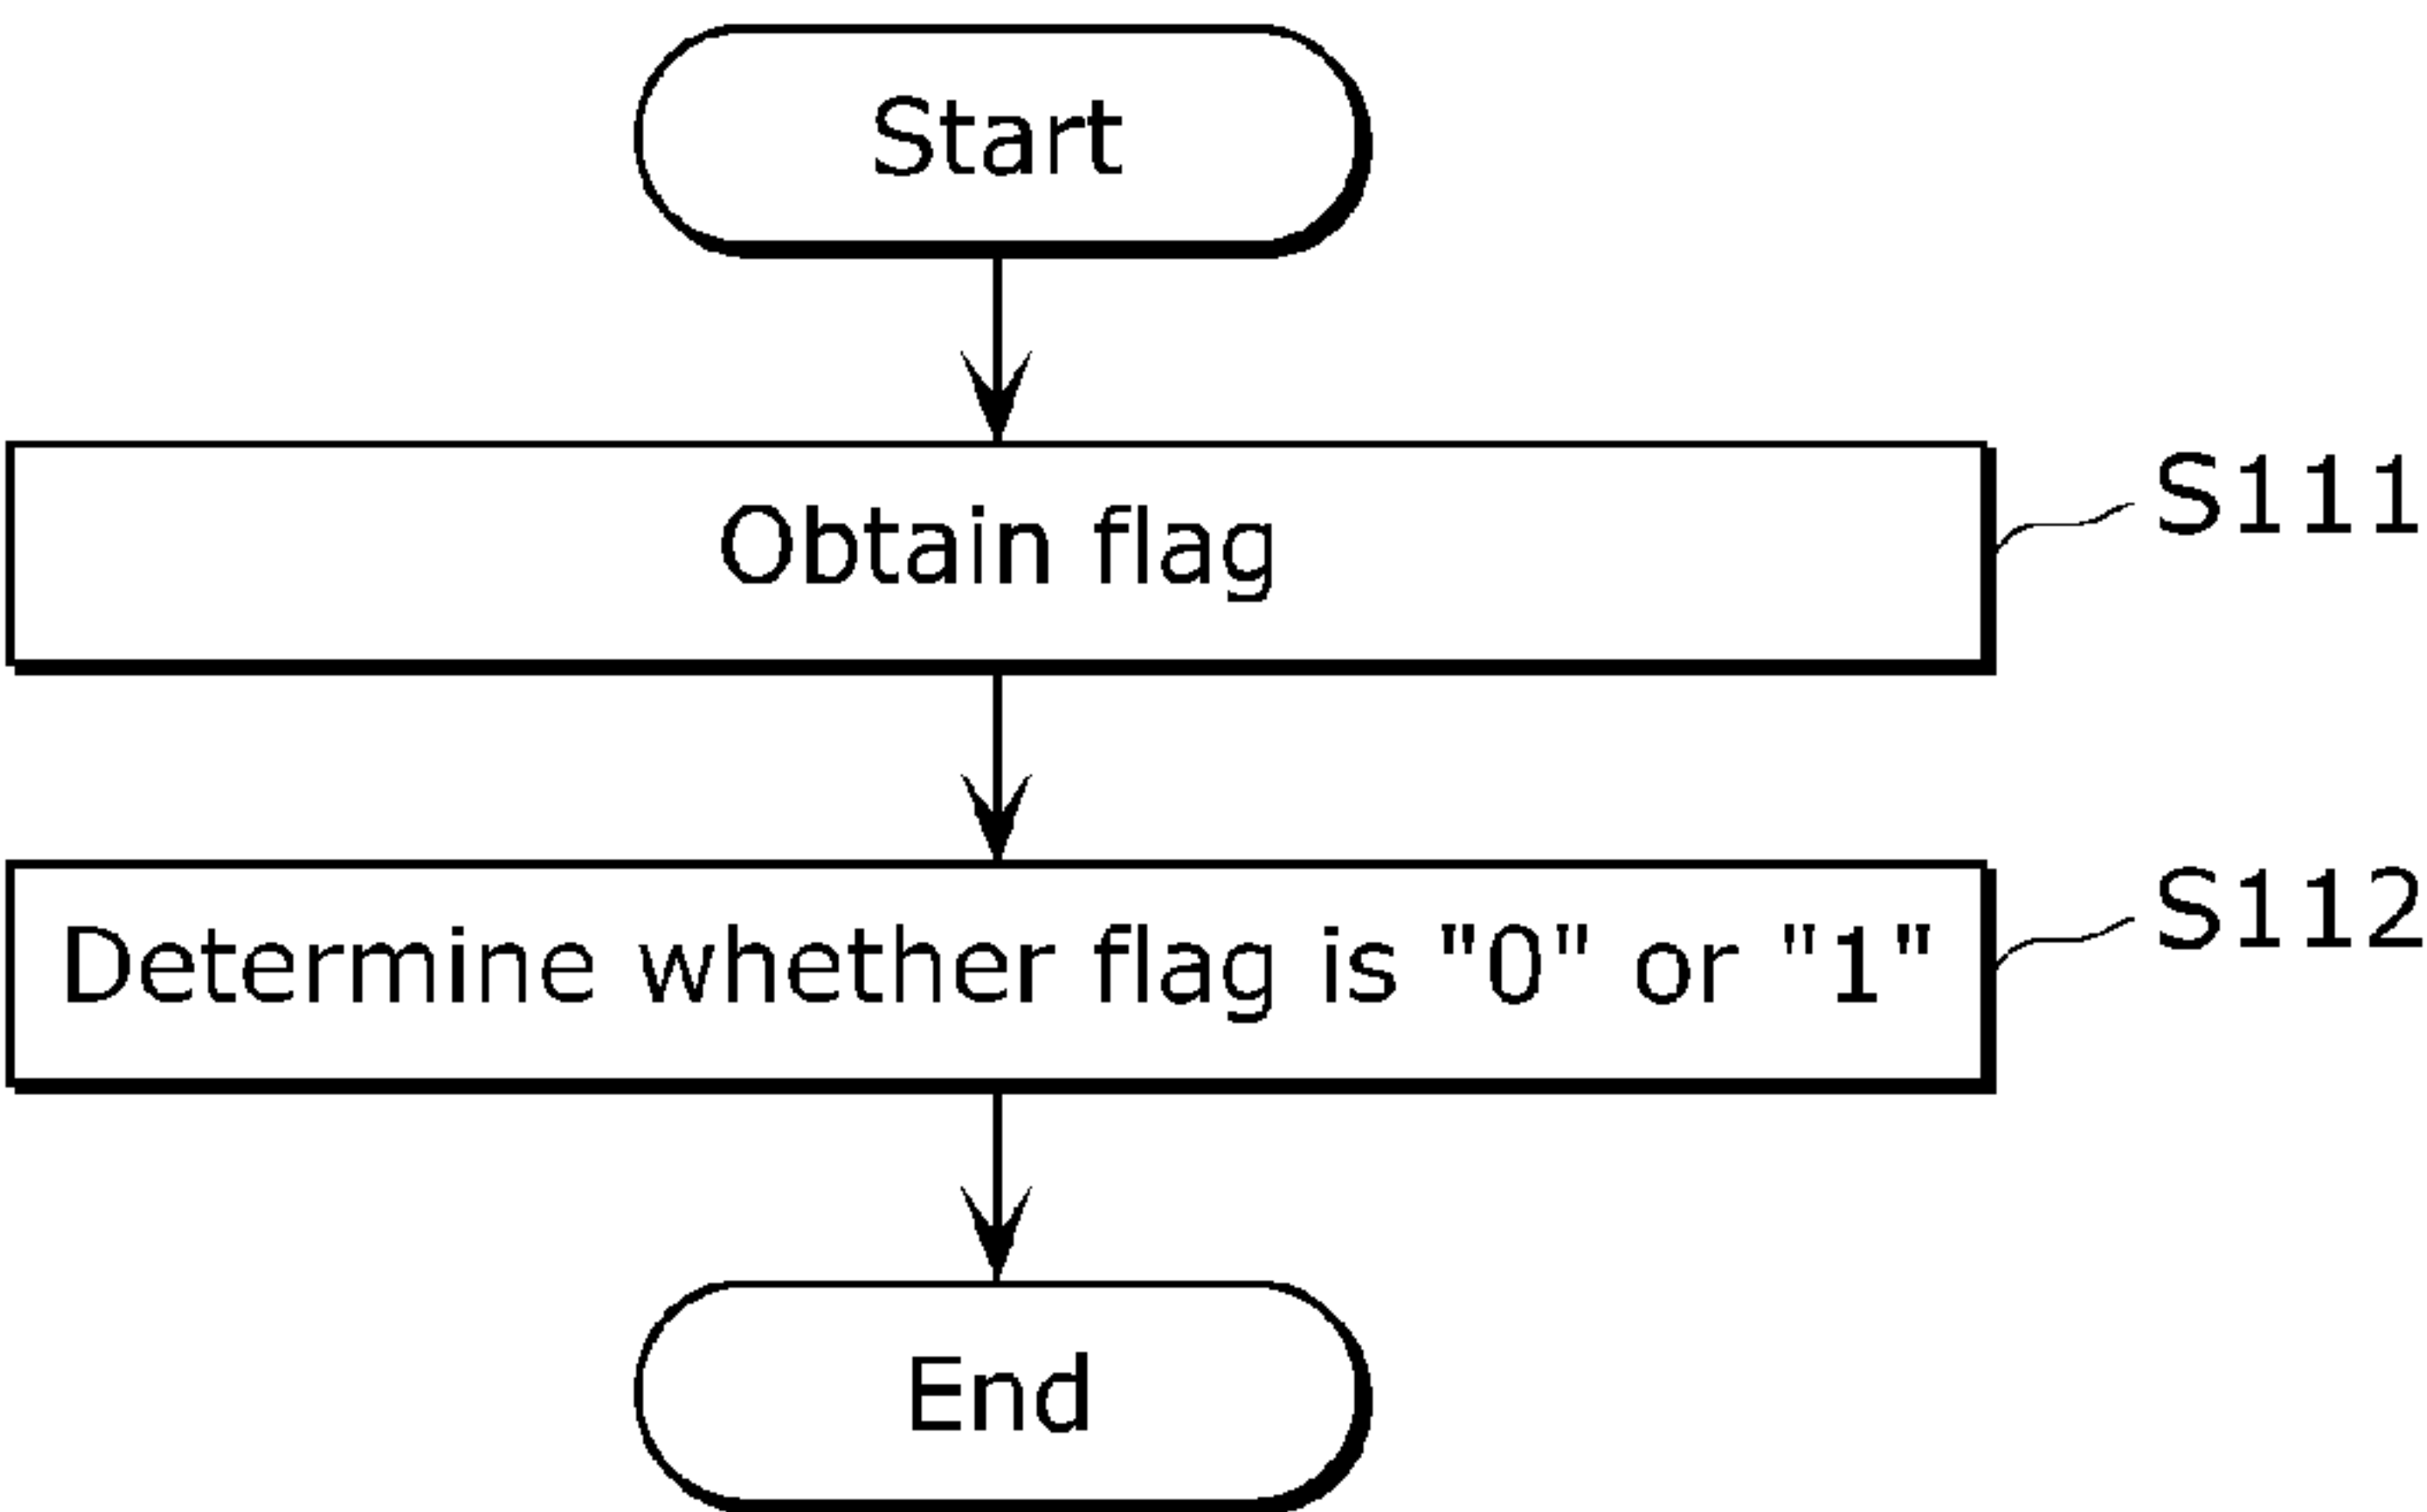 Start
Obtain flag
S111
Determine whether flag is "0" or "1"
S112
End